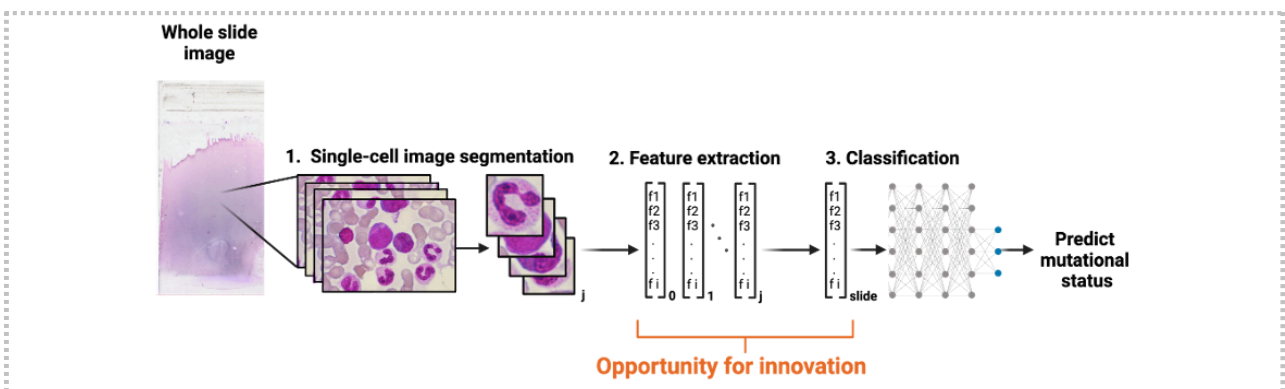 Whole slide
image
1. Single-cell image segmentation
2. Feature extraction
3. Classification
j
f1
f2
f3
.
.
.
f i
0
f1
f2
f3
.
.
.
f i
1
. . .
f1
f2
f3
.
.
.
f i
j
f1
f2
f3
.
.
.
f i
slide
Predict
mutational
status
Opportunity for innovation